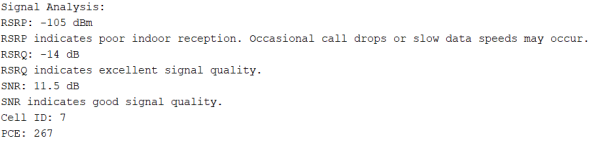 Signal Analysis:
RSRP: -105 dBm
RSRP indicates poor indoor reception. Occasional call drops or slow data speeds may occur.
RSRQ: -14 dB
RSRQ indicates excellent signal quality.
SNR: 11.5 dB
SNR indicates good signal quality.
Cell ID: 7
PCE: 267